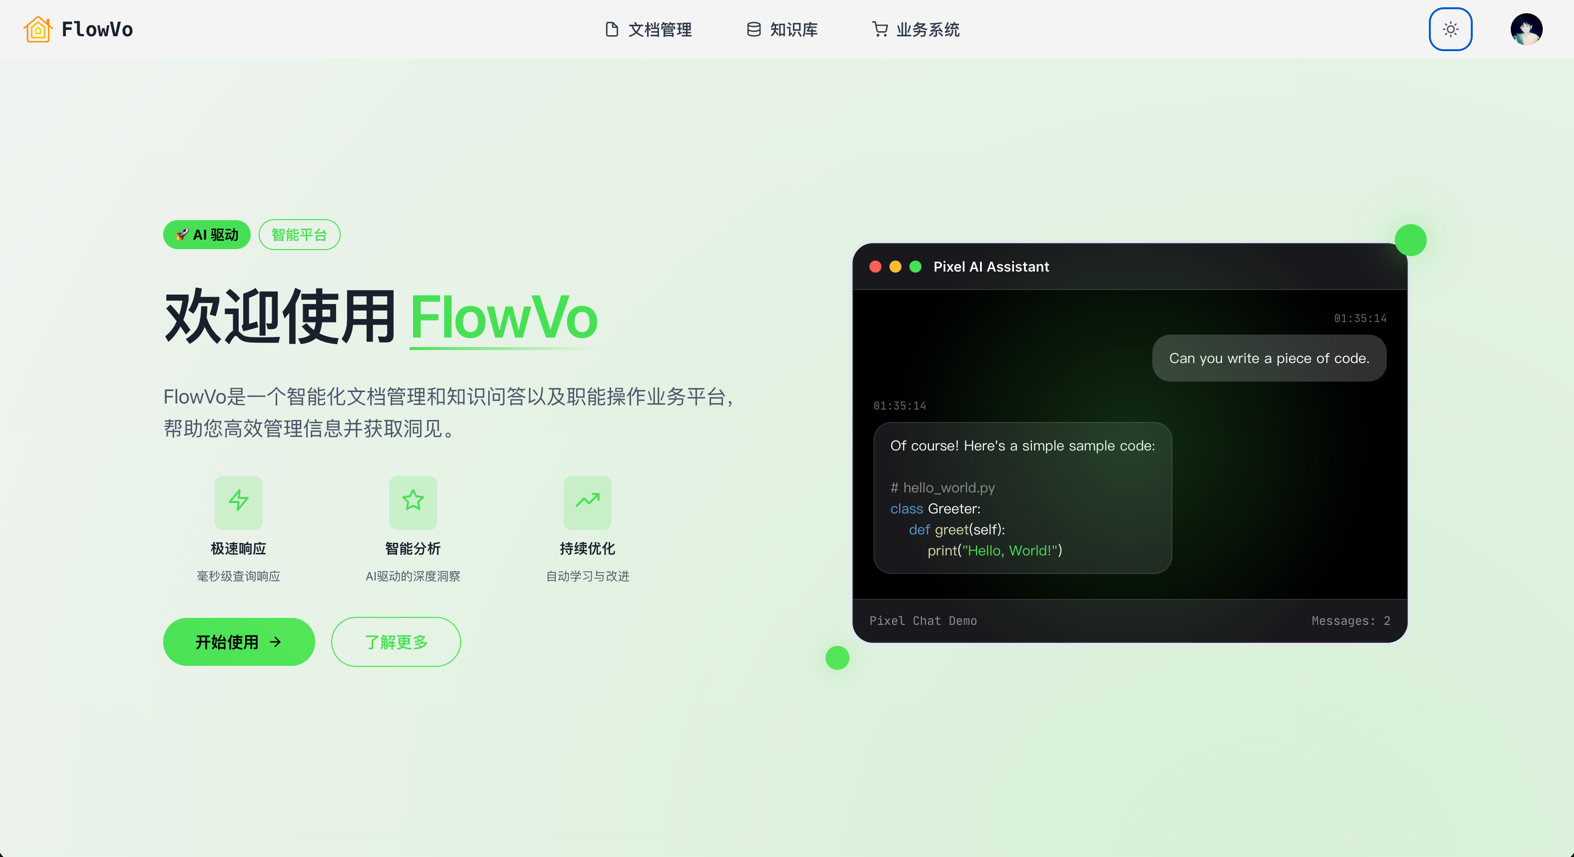 FlowVo
文档管理
知识库
业务系统
🚀 AI 驱动
智能平台
欢迎使用 FlowVo
FlowVo是一个智能化文档管理和知识问答以及职能操作业务平台，
帮助您高效管理信息并获取洞见。
极速响应
毫秒级查询响应
智能分析
AI驱动的深度洞察
持续优化
自动学习与改进
开始使用 →
了解更多
Pixel AI Assistant
01:35:14
Can you write a piece of code.
01:35:14
Of course! Here's a simple sample code:
# hello_world.py
class Greeter:
def greet(self):
print("Hello, World!")
Pixel Chat Demo
Messages: 2